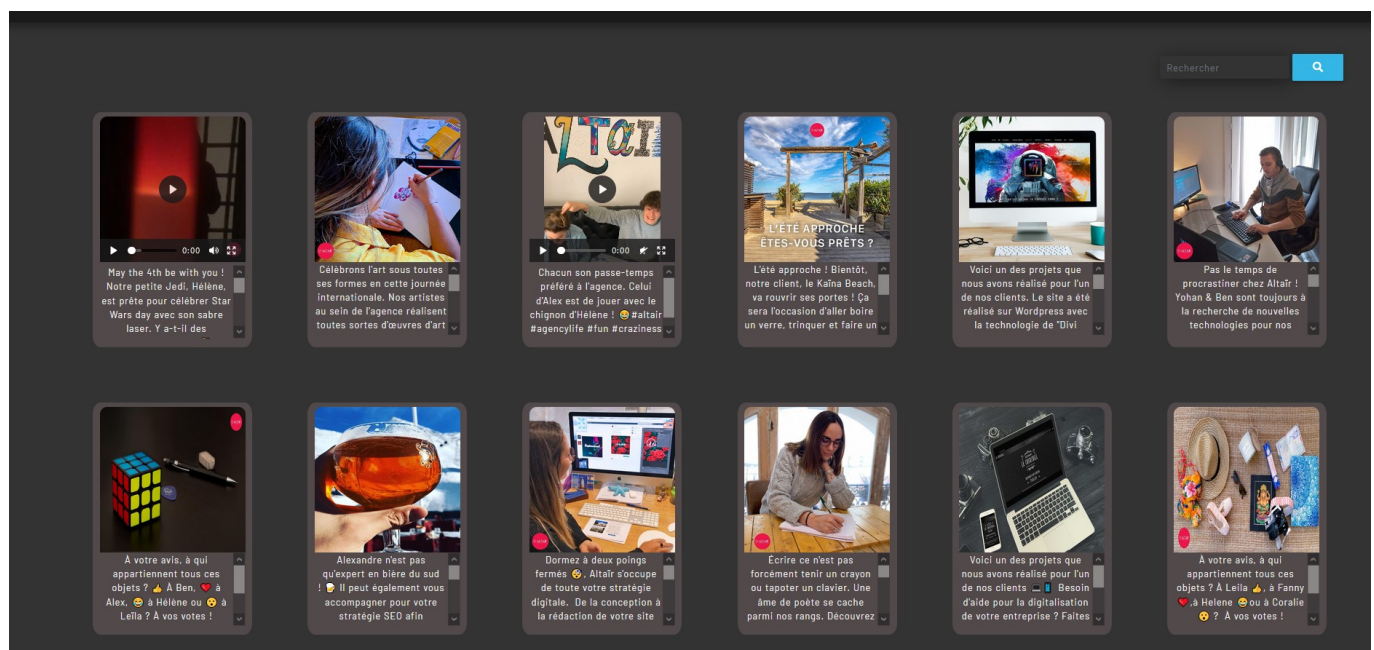 Rechercher
0:00
May the 4th be with you !
Notre petite Jedi, Hélène,
est prête pour célébrer Star
Wars day avec son sabre
laser. Y a-t-il des
Célébrons l'art sous toutes
ses formes en cette journée
internationale. Nos artistes
au sein de l'agence réalisent
toutes sortes d'œuvres d'art
ALTAI
0:00
Chacun son passe-temps
préféré à l'agence. Celui
d'Alex est de jouer avec le
chignon d'Hélène ! 😂#altair
#agencylife #fun #craziness
L'ÉTÉ APPROCHE
ÊTES-VOUS PRÊTS ?
L'été approche ! Bientôt,
notre client, le Kaïna Beach,
va rouvrir ses portes ! Ça
sera l'occasion d'aller boire
un verre, trinquer et faire un
Voici un des projets que
nous avons réalisé pour l'un
de nos clients. Le site a été
réalisé sur Wordpress avec
la technologie de "Divi
Pas le temps de
procrastiner chez Altaïr !
Yohan & Ben sont toujours à
la recherche de nouvelles
technologies pour nos
À votre avis, à qui
appartiennent tous ces
objets ? 👍 À Ben, ❤️ à
Alex, 😂 à Hélène ou 😮 à
Leïla ? À vos votes !
Alexandre n'est pas
qu'expert en bière du sud
! 🍺 Il peut également vous
accompagner pour votre
stratégie SEO afin
Dormez à deux poings
fermés 😴, Altaïr s'occupe
de toute votre stratégie
digitale. De la conception à
la rédaction de votre site
Écrire ce n'est pas
forcément tenir un crayon
ou tapoter un clavier. Une
âme de poète se cache
parmi nos rangs. Découvrez
Voici un des projets que
nous avons réalisé pour l'un
de nos clients 💻📱 Besoin
d'aide pour la digitalisation
de votre entreprise ? Faites
À votre avis, à qui
appartiennent tous ces
objets ? À Leila 👍, à Fanny
❤️,à Helene 😂ou à Coralie
😮 ? À vos votes !